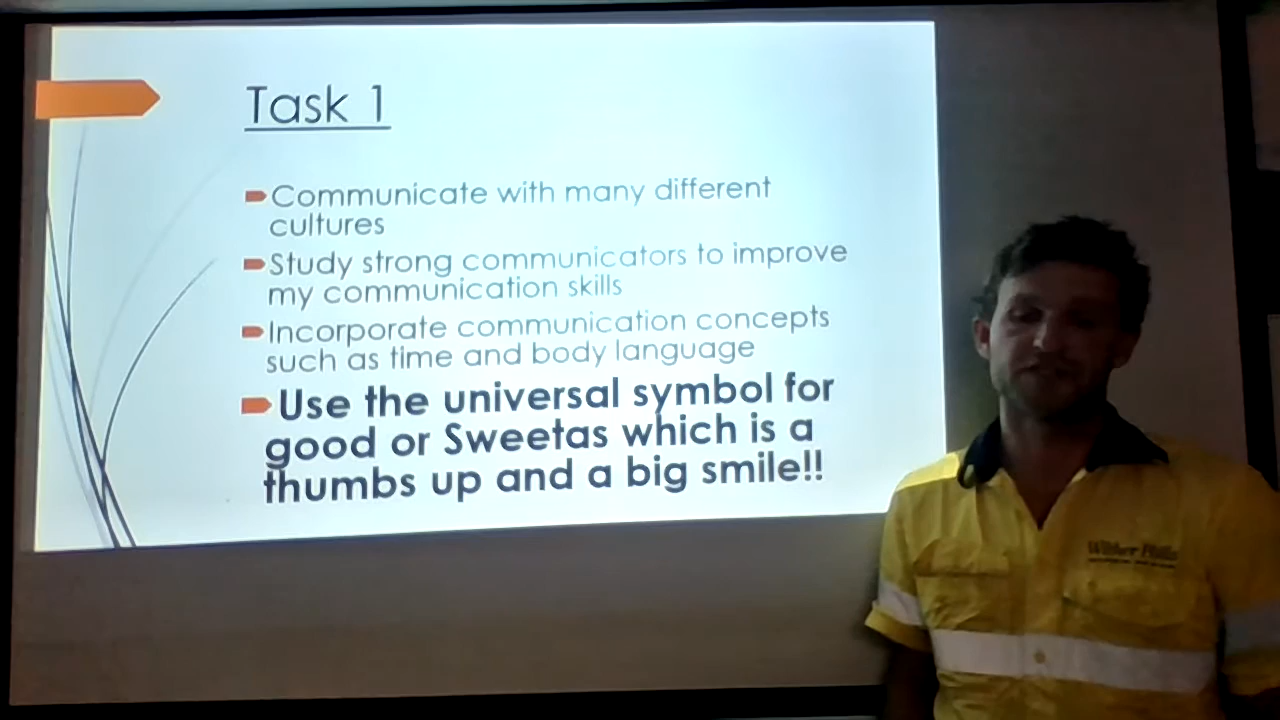 Task 1
Communicate with many different
cultures
Study strong communicators to improve
my communication skills
Incorporate communication concepts
such as time and body language
Use the universal symbol for
good or Sweetas which is a
thumbs up and a big smile!!